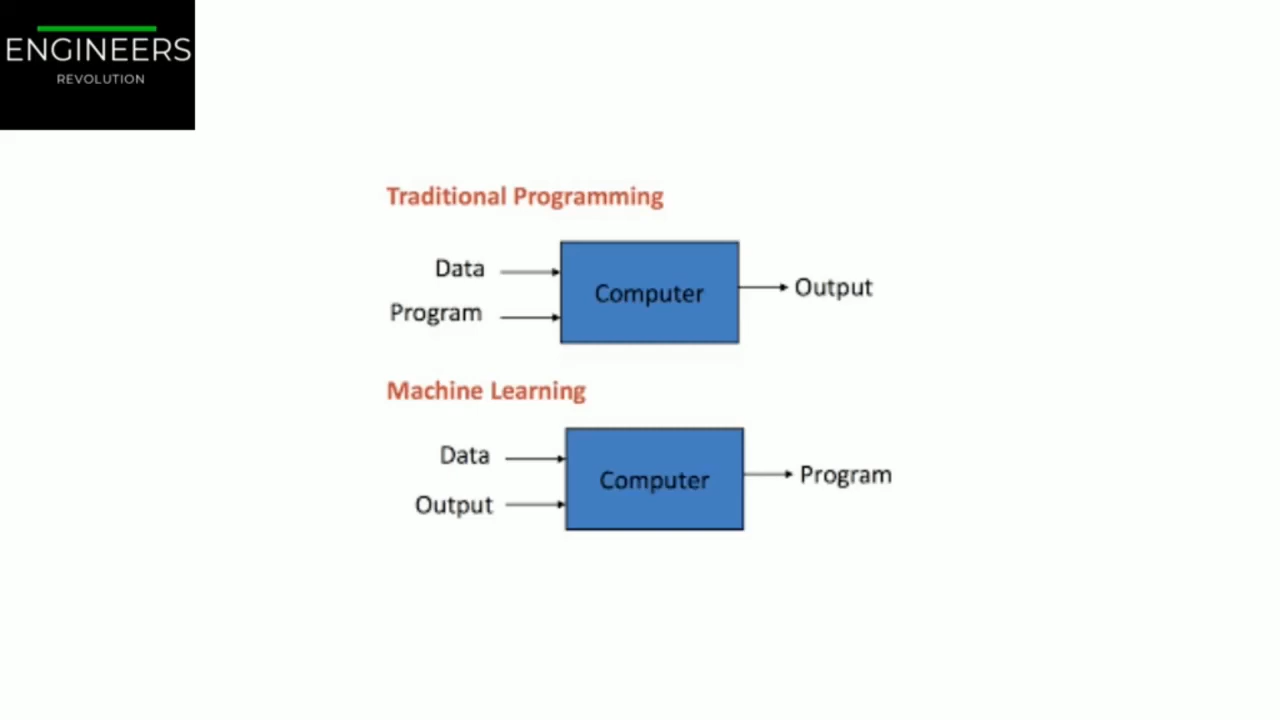 ENGINEERS
REVOLUTION
Traditional Programming
Data
Program
Computer
Output
Machine Learning
Data
Output
Computer
Program